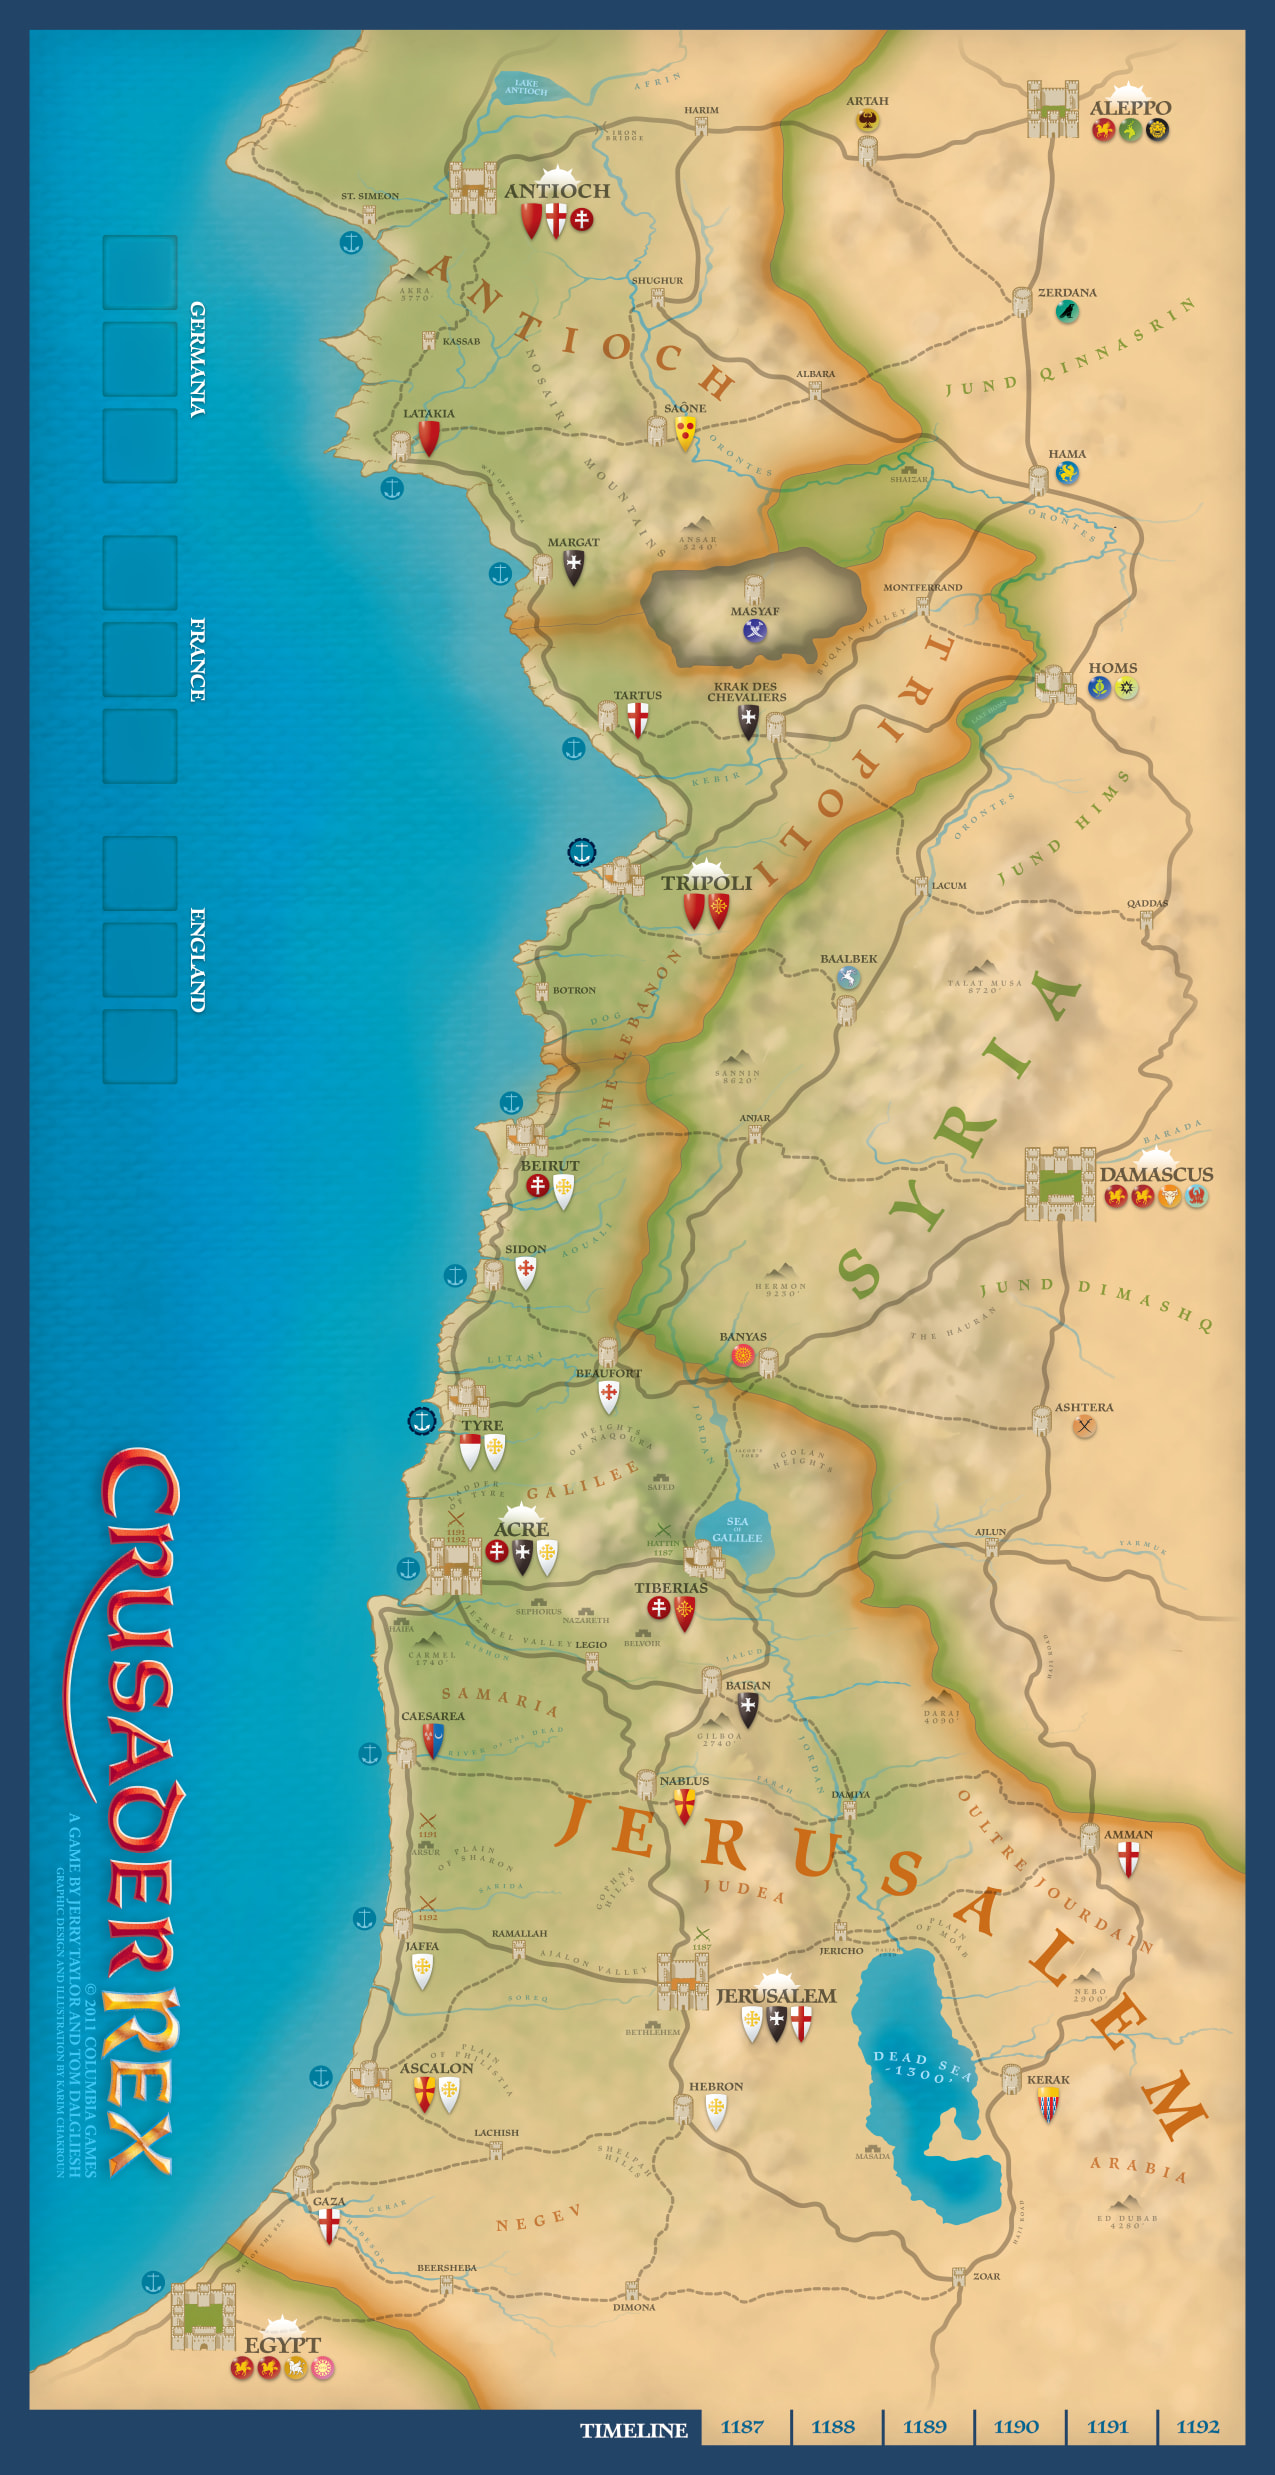 LAKE
ANTIOCH
AFRIN
HARIM
ARTAH
ALEPPO
IRON
BRIDGE
ST. SIMEON
ANTIOCH
GERMANIA
AKRA
5770'
ANTIOCH
SHUGHUR
ZERDANA
JUND QINNASRIN
KASSAB
NOSAIRI MOUNTAINS
ALBARA
LATAKIA
SAÔNE
ORONTES
HAMA
SHAIZAR
WAY OF THE SEA
ORONTES
ANSAR
5240'
MARGAT
MONTFERRAND
MASYAF
BUQAIA VALLEY
FRANCE
TRIPOLI
HOMS
TARTUS
KRAK DES
CHEVALIERS
LAKE HOMS
KEBIR
ORONTES
JUND HIMS
TRIPOLI
LACUM
QADDAS
ENGLAND
BAALBEK
TALAT MUSA
8720'
BOTRON
DOG
THE LEBANON
SYRIA
SANNIN
8620'
ANJAR
BARADA
BEIRUT
DAMASCUS
AOUALI
SIDON
HERMON
9230'
JUND DIMASHQ
THE HAURAN
BANYAS
LITANI
BEAUFORT
ASHTERA
TYRE
HEIGHTS
OF NAQOURA
JORDAN
JACOB'S
FORD
GOLAN
HEIGHTS
GALILEE
SAFED
LADDER
OF TYRE
1191
1192
ACRE
HATTIN
1187
SEA
OF
GALILEE
AJLUN
YARMUK
TIBERIAS
SEPHORUS
NAZARETH
HAIFA
JEZREEL VALLEY
KISHON
BELVOIR
LEGIO
CARMEL
1740'
JALUD
HAJJ ROAD
BAISAN
SAMARIA
CAESAREA
RIVER OF THE DEAD
GILBOA
2740'
DARAJ
4090'
JORDAN
NABLUS
FARAH
DAMIYA
OULTRE JOURDAIN
JERUSALEM
AMMAN
1191
ARSUR
PLAIN
OF SHARON
JUDEA
GOPHNA
HILLS
BARIDA
1192
JAFFA
RAMALLAH
AIALON VALLEY
1187
JERICHO
PLAIN
OF MOAB
JERUSALEM
NEBO
2900'
SOREQ
BETHLEHEM
PLAIN
OF PHILISTIA
ASCALON
DEAD SEA
-1300'
KERAK
HEBRON
LACHISH
SHELPAH
HILLS
MASADA
ARABIA
GAZA
GERAR
HABESOR
WAY OF THE SEA
NEGEV
ED DUBAB
4280'
HAJJ ROAD
BEERSHEBA
DIMONA
ZOAR
EGYPT
CRUSADER REX
A GAME BY JERRY TAYLOR AND TOM DALGLIESH
GRAPHIC DESIGN AND ILLUSTRATION BY KARIM CHAKROUN
© 2011 COLUMBIA GAMES
TIMELINE 1187 1188 1189 1190 1191 1192